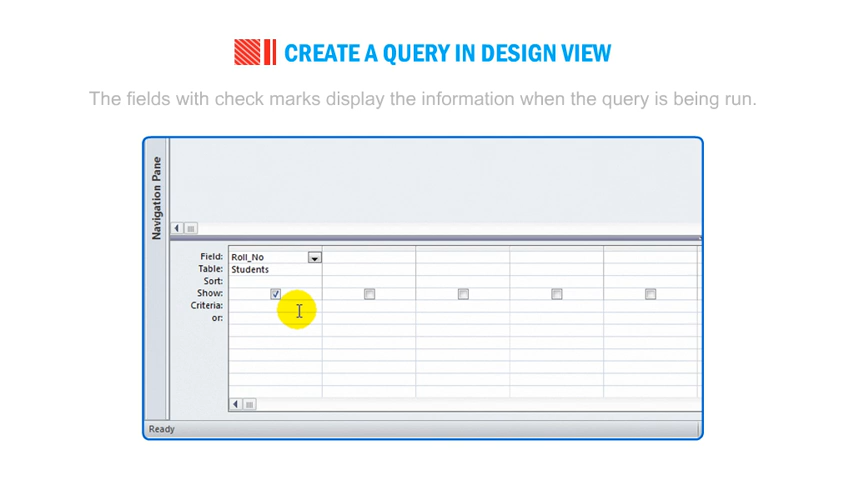 CREATE A QUERY IN DESIGN VIEW
The fields with check marks display the information when the query is being run.
Navigation Pane
Field: Roll_No
Table: Students
Sort:
Show:
Criteria:
or:
Ready